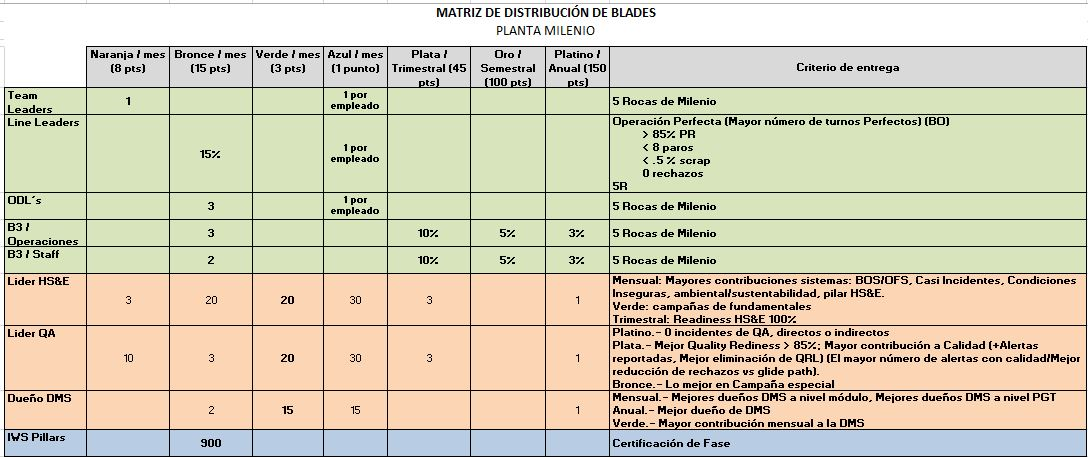 MATRIZ DE DISTRIBUCIÓN DE BLADES
PLANTA MILENIO
Naranja / mes (8 pts) Bronce / mes (15 pts) Verde / mes (3 pts) Azul / mes (1 punto) Plata / Trimestral (45 pts) Oro / Semestral (100 pts) Platino / Anual (150 pts) Criterio de entrega
Team Leaders 1 1 por empleado 5 Rocas de Milenio
Line Leaders 15% 1 por empleado Operación Perfecta (Mayor número de turnos Perfectos) (BO)
> 85% PR
< 8 paros
< .5 % scrap
0 rechazos
5R
ODL´s 3 1 por empleado 5 Rocas de Milenio
B3 / Operaciones 3 10% 5% 3% 5 Rocas de Milenio
B3 / Staff 2 10% 5% 3% 5 Rocas de Milenio
Lider HS&E 3 20 20 30 3 1 Mensual: Mayores contribuciones sistemas: BOS/OFS, Casi Incidentes, Condiciones
Inseguras, ambiental/sustentabilidad, pilar HS&E.
Verde: campañas de fundamentales
Trimestral: Readiness HS&E 100%
Lider QA 10 3 20 30 3 1 Platino.- 0 incidentes de QA, directos o indirectos
Plata.- Mejor Quality Rediness > 85%; Mayor contribución a Calidad (+Alertas
reportadas, Mejor eliminación de QRL) (El mayor número de alertas con calidad/Mejor
reducción de rechazos vs glide path).
Bronce.- Lo mejor en Campaña especial
Dueño DMS 2 15 15 1 Mensual.- Mejores dueños DMS a nivel módulo, Mejores dueños DMS a nivel PGT
Anual.- Mejor dueño de DMS
Verde.- Mayor contribución mensual a la DMS
IWS Pillars 900 Certificación de Fase